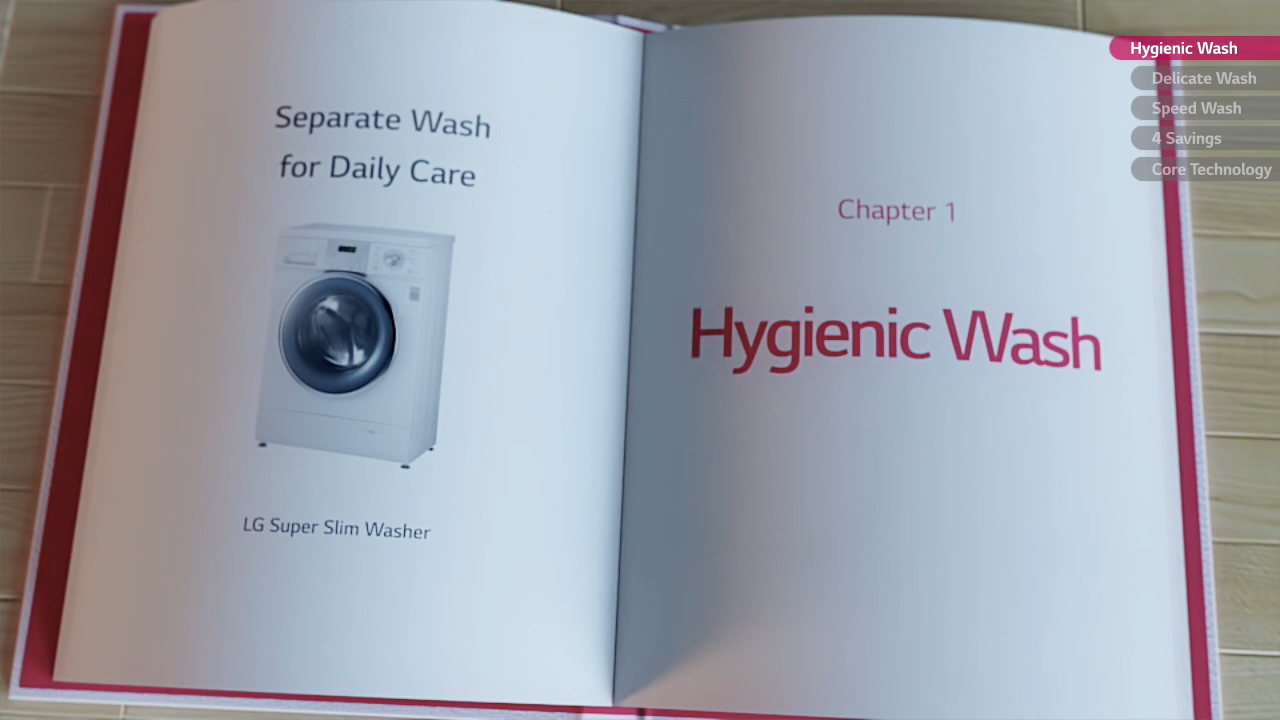 Separate Wash
for Daily Care
LG Super Slim Washer
Chapter 1
Hygienic Wash
Hygienic Wash
Delicate Wash
Speed Wash
4 Savings
Core Technology